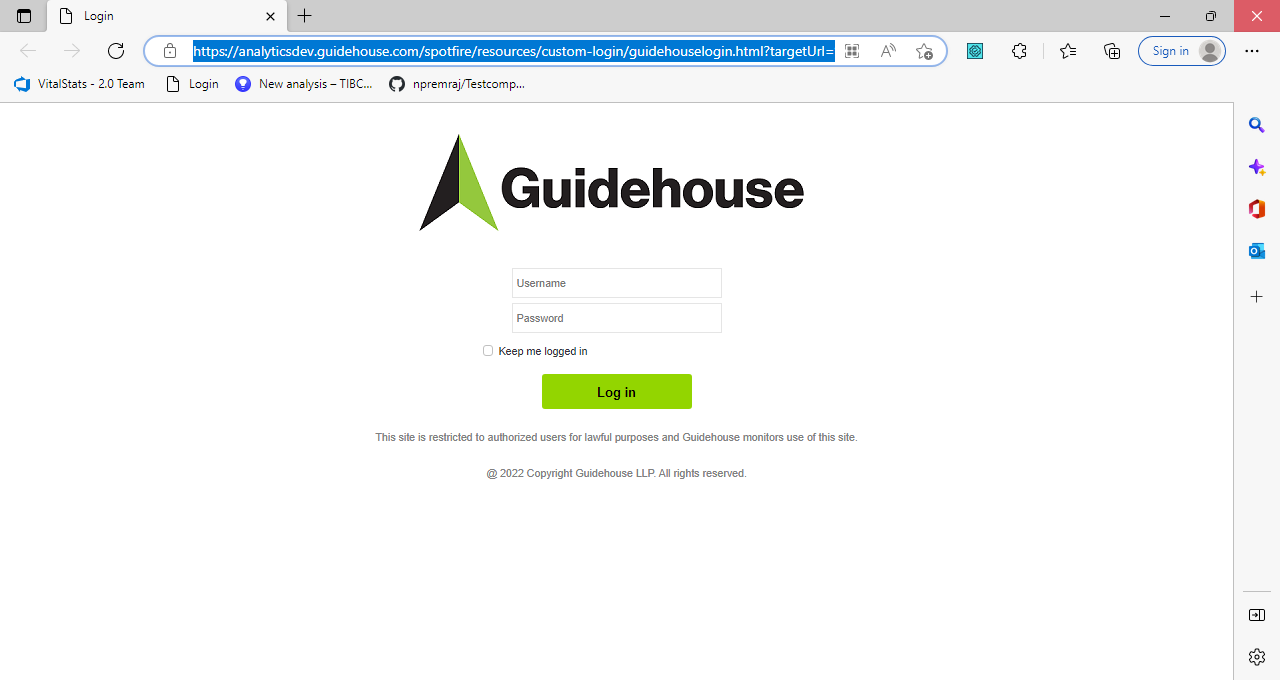 Login
https://analyticsdev.guidehouse.com/spotfire/resources/custom-login/guidehouselogin.html?targetUrl=
Sign in
VitalStats - 2.0 Team
Login
New analysis – TIBC...
npremraj/Testcomp...
Guidehouse
Username
Password
Keep me logged in
Log in
This site is restricted to authorized users for lawful purposes and Guidehouse monitors use of this site.
@ 2022 Copyright Guidehouse LLP. All rights reserved.